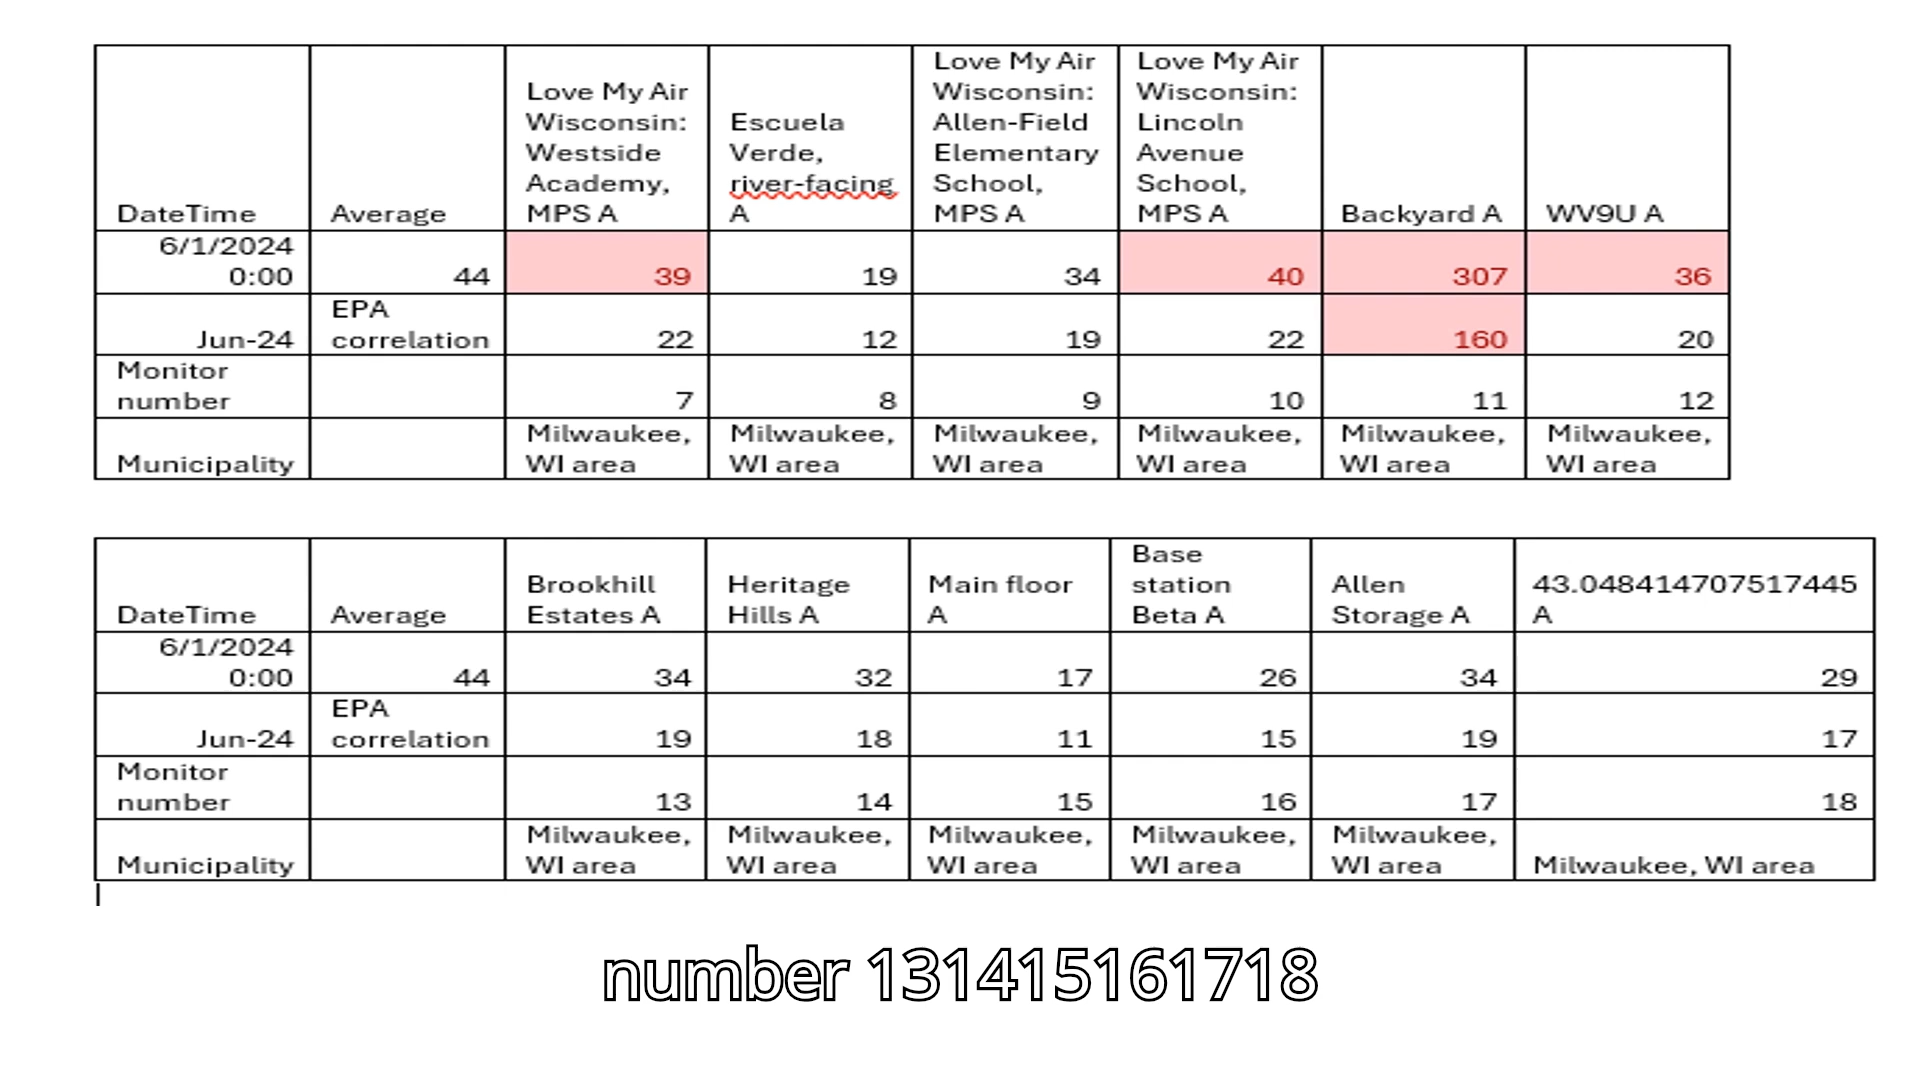 DateTime Average Love My Air Wisconsin: Westside Academy, MPS A Escuela Verde, river-facing A Love My Air Wisconsin: Allen-Field Elementary School, MPS A Love My Air Wisconsin: Lincoln Avenue School, MPS A Backyard A WV9U A
6/1/2024 0:00 44 39 19 34 40 307 36
Jun-24 EPA correlation 22 12 19 22 160 20
Monitor number 7 8 9 10 11 12
Municipality Milwaukee, WI area Milwaukee, WI area Milwaukee, WI area Milwaukee, WI area Milwaukee, WI area Milwaukee, WI area
DateTime Average Brookhill Estates A Heritage Hills A Main floor A Base station Beta A Allen Storage A 43.048414707517445 A
6/1/2024 0:00 44 34 32 17 26 34 29
Jun-24 EPA correlation 19 18 11 15 19 17
Monitor number 13 14 15 16 17 18
Municipality Milwaukee, WI area Milwaukee, WI area Milwaukee, WI area Milwaukee, WI area Milwaukee, WI area Milwaukee, WI area
number 131415161718